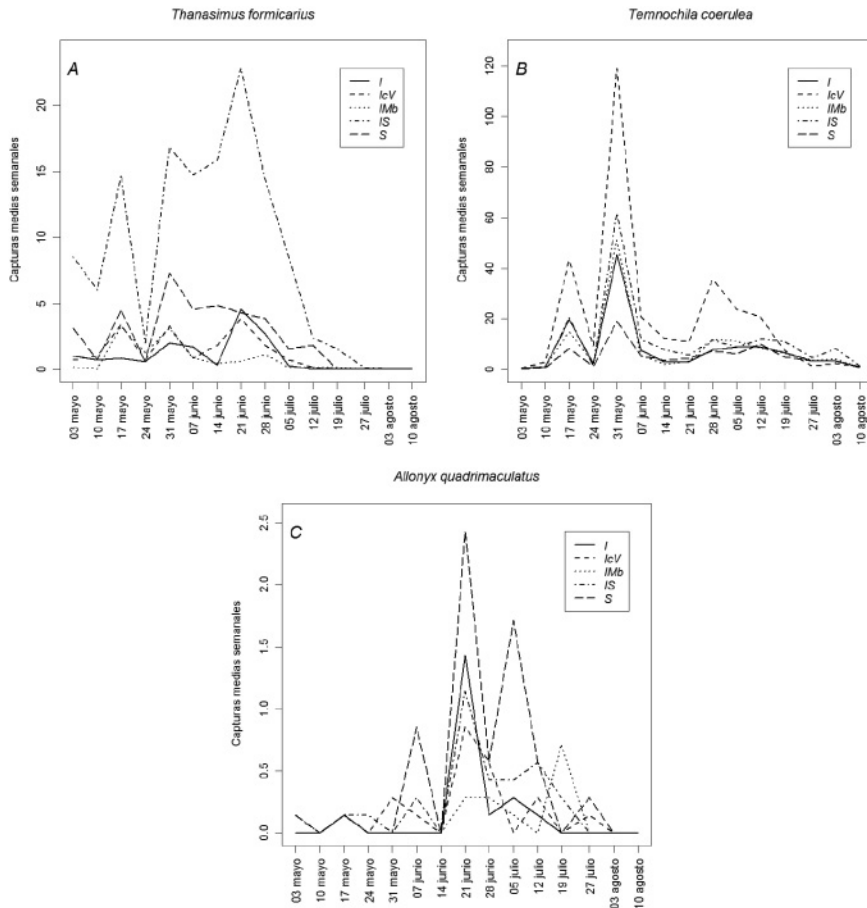 Thanasimus formicarius
A
Capturas medias semanales
0
5
10
15
20
I
IcV
IMb
IS
S
03 mayo
10 mayo
17 mayo
24 mayo
31 mayo
07 junio
14 junio
21 junio
28 junio
05 julio
12 julio
19 julio
27 julio
03 agosto
10 agosto
Temnochila coerulea
B
Capturas medias semanales
0
20
40
60
80
100
120
I
IcV
IMb
IS
S
03 mayo
10 mayo
17 mayo
24 mayo
31 mayo
07 junio
14 junio
21 junio
28 junio
05 julio
12 julio
19 julio
27 julio
03 agosto
10 agosto
Allonyx quadrimaculatus
C
Capturas medias semanales
0.0
0.5
1.0
1.5
2.0
2.5
I
IcV
IMb
IS
S
03 mayo
10 mayo
17 mayo
24 mayo
31 mayo
07 junio
14 junio
21 junio
28 junio
05 julio
12 julio
19 julio
27 julio
03 agosto
10 agosto